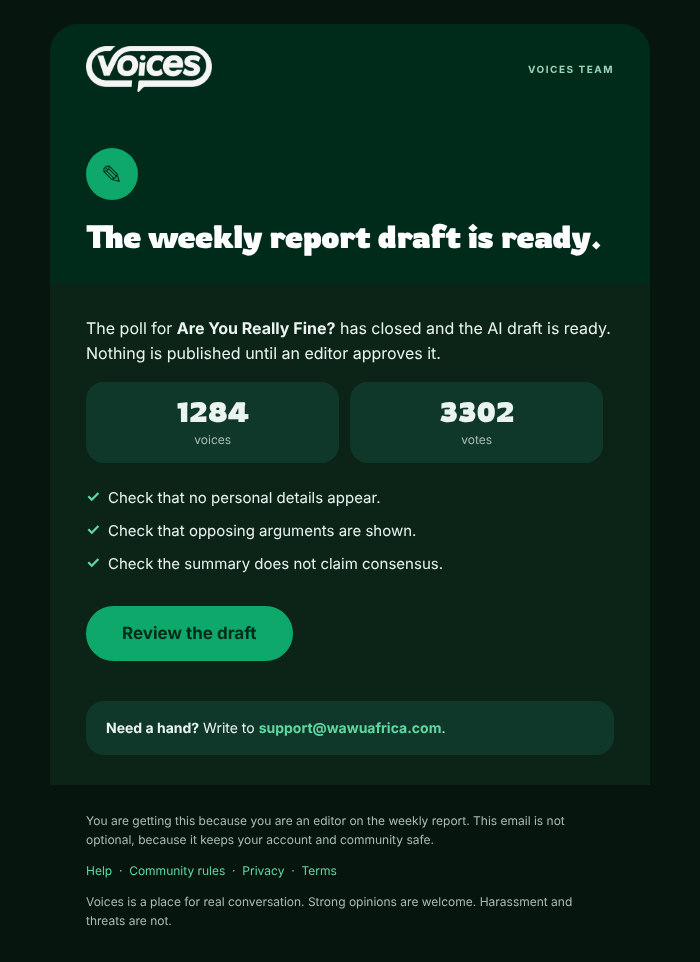 Voices
VOICES TEAM
The weekly report draft is ready.
The poll for Are You Really Fine? has closed and the AI draft is ready.
Nothing is published until an editor approves it.
1284
voices
3302
votes
Check that no personal details appear.
Check that opposing arguments are shown.
Check the summary does not claim consensus.
Review the draft
Need a hand? Write to support@wawuafrica.com.
You are getting this because you are an editor on the weekly report. This email is not
optional, because it keeps your account and community safe.
Help · Community rules · Privacy · Terms
Voices is a place for real conversation. Strong opinions are welcome. Harassment and
threats are not.